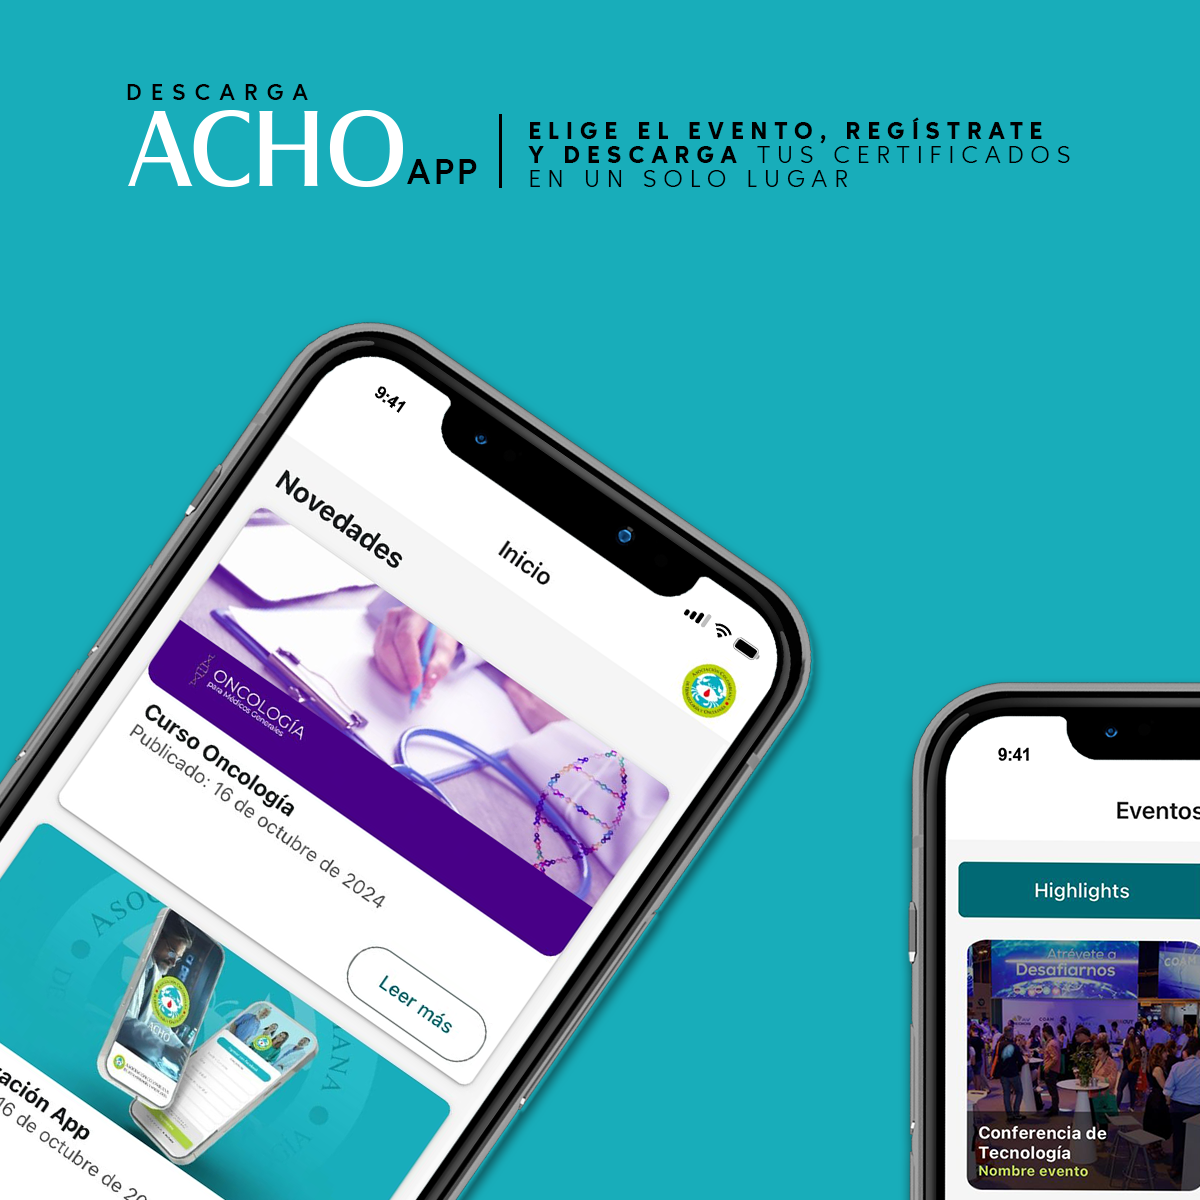 DESCARGA
ACHO APP
ELIGE EL EVENTO, REGÍSTRATE
Y DESCARGA TUS CERTIFICADOS
EN UN SOLO LUGAR
9:41
Inicio
Novedades
ONCOLOGÍA
para Médicos Generales
Curso Oncología
Publicado: 16 de octubre de 2024
Leer más
ACHO
ación App
16 de octubre de 20
9:41
Eventos
Highlights
Atrévete a
Desafiarnos
Conferencia de
Tecnología
Nombre evento